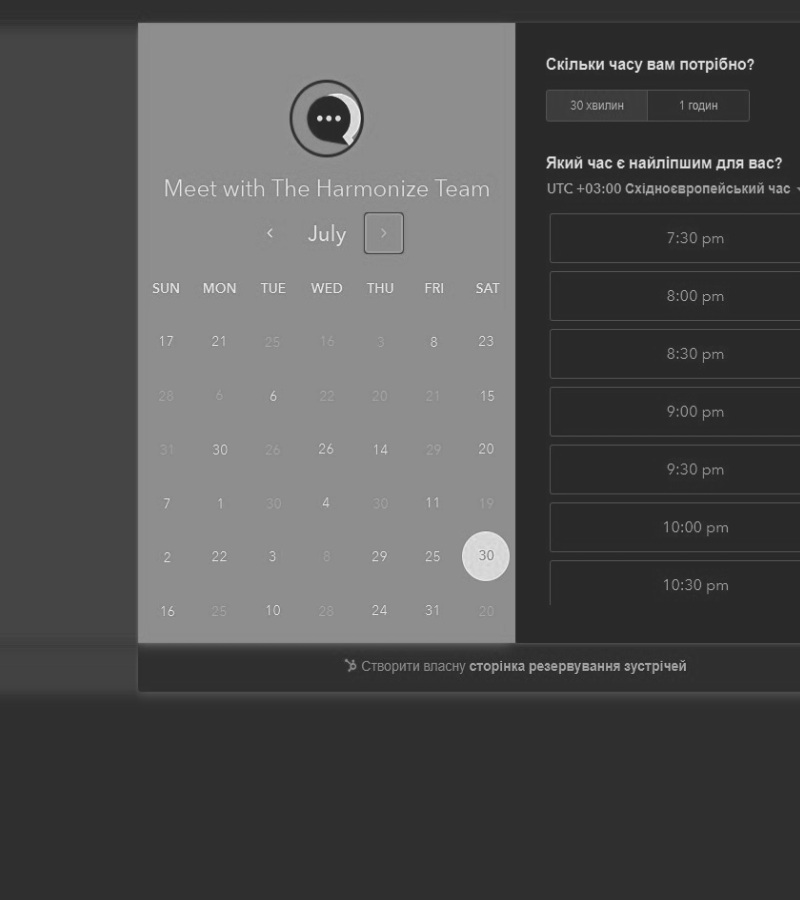 Meet with The Harmonize Team
‹ July ›
SUN MON TUE WED THU FRI SAT
17 21 25 16 3 8 23
28 6 6 22 20 21 15
31 30 26 26 14 29 20
7 1 30 4 30 11 19
2 22 3 8 29 25 30
16 25 10 28 24 31 20
Скільки часу вам потрібно?
30 хвилин 1 годин
Який час є найліпшим для вас?
UTC +03:00 Східноєвропейський час
7:30 pm
8:00 pm
8:30 pm
9:00 pm
9:30 pm
10:00 pm
10:30 pm
Створити власну сторінка резервування зустрічей